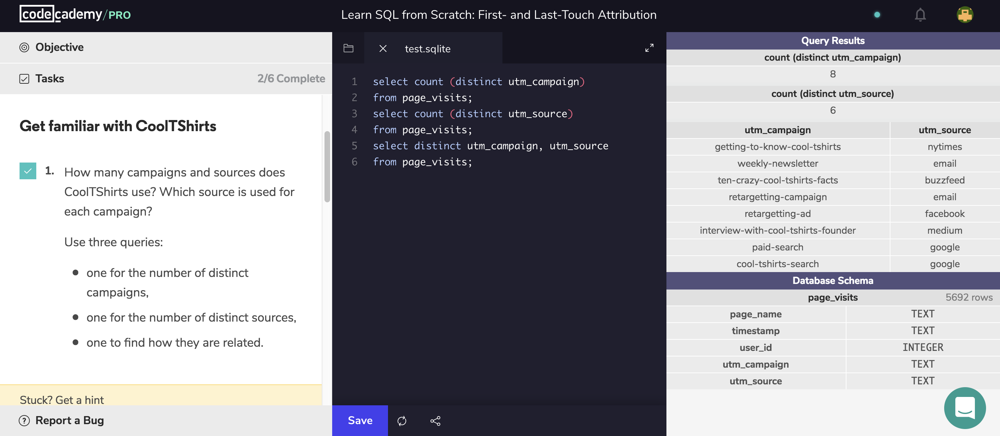 codecademy/PRO
Learn SQL from Scratch: First- and Last-Touch Attribution
Objective
Tasks
2/6 Complete
Get familiar with CoolTShirts
1. How many campaigns and sources does
CoolTShirts use? Which source is used for
each campaign?
Use three queries:
one for the number of distinct
campaigns,
one for the number of distinct sources,
one to find how they are related.
Stuck? Get a hint
Report a Bug
test.sqlite
1 select count (distinct utm_campaign)
2 from page_visits;
3 select count (distinct utm_source)
4 from page_visits;
5 select distinct utm_campaign, utm_source
6 from page_visits;
Save
Query Results
count (distinct utm_campaign)
8
count (distinct utm_source)
6
utm_campaign utm_source
getting-to-know-cool-tshirts nytimes
weekly-newsletter email
ten-crazy-cool-tshirts-facts buzzfeed
retargetting-campaign email
retargetting-ad facebook
interview-with-cool-tshirts-founder medium
paid-search google
cool-tshirts-search google
Database Schema
page_visits 5692 rows
page_name TEXT
timestamp TEXT
user_id INTEGER
utm_campaign TEXT
utm_source TEXT